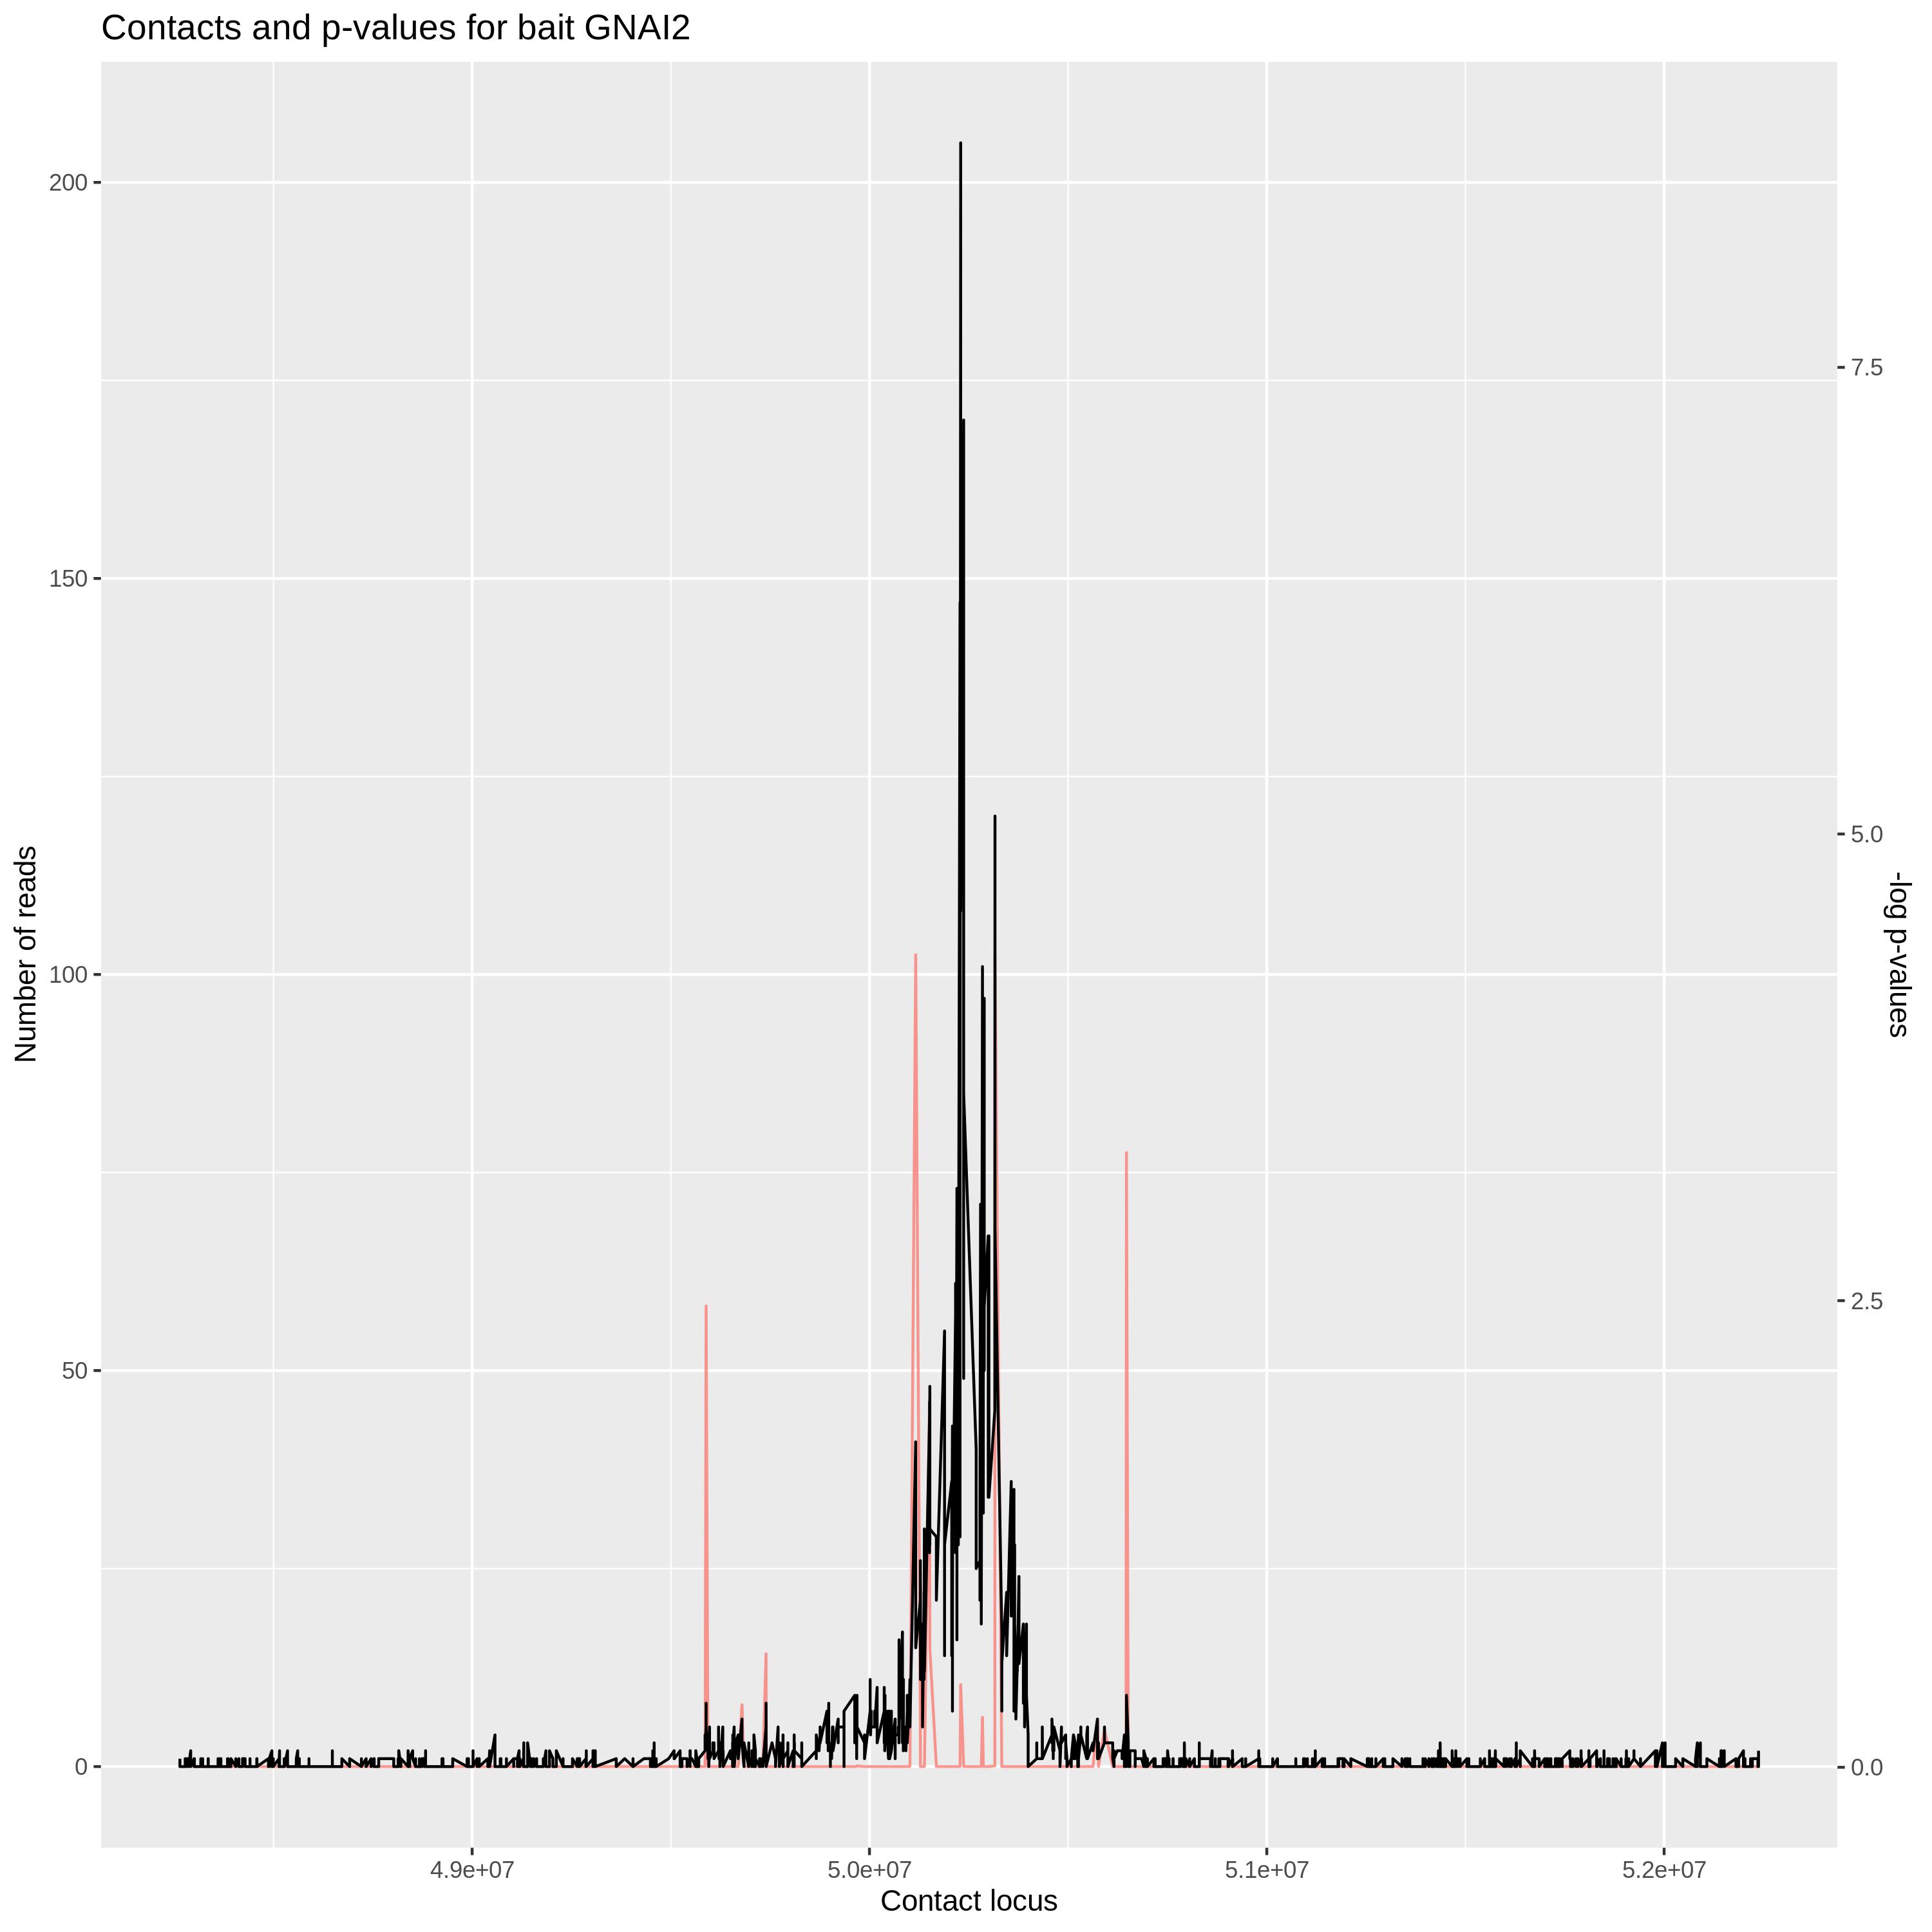 Contacts and p-values for bait GNAI2
200
150
100
50
0
Number of reads
7.5
5.0
2.5
0.0
-log p-values
4.9e+07
5.0e+07
5.1e+07
5.2e+07
Contact locus